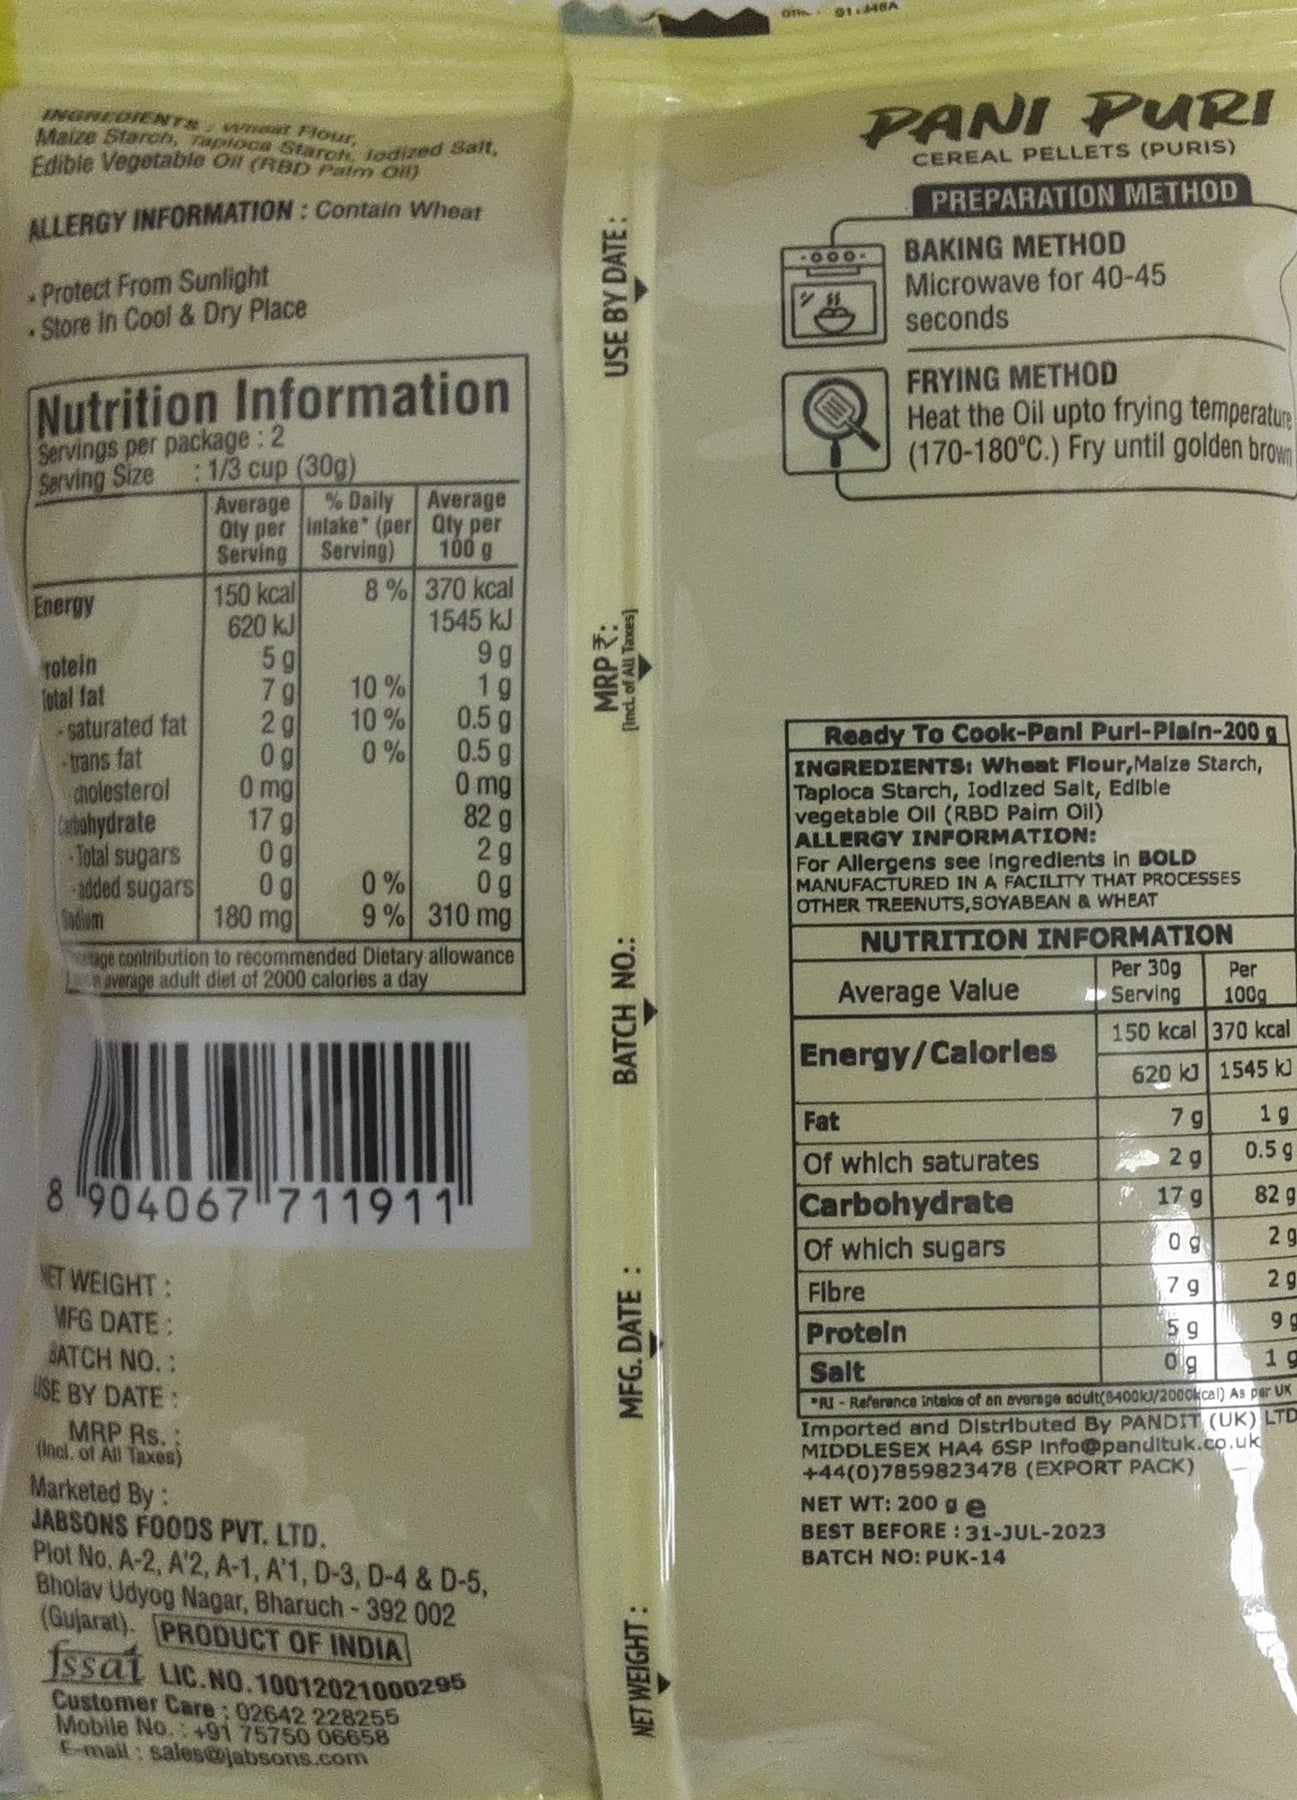 INGREDIENTS : Wheat Flour,
Maize Starch, Tapioca Starch, Iodized Salt,
Edible Vegetable Oil (RBD Palm Oil)
ALLERGY INFORMATION : Contain Wheat
• Protect From Sunlight
• Store In Cool & Dry Place
Nutrition Information
Servings per package : 2
Serving Size : 1/3 cup (30g)
Average Qty per Serving % Daily intake* (per Serving) Average Qty per 100 g
Energy 150 kcal 8 % 370 kcal
620 kJ 1545 kJ
rotein 5 g 9 g
Total fat 7 g 10 % 1 g
- saturated fat 2 g 10 % 0.5 g
- trans fat 0 g 0 % 0.5 g
cholesterol 0 mg 0 mg
Carbohydrate 17 g 82 g
- Total sugars 0 g 2 g
- added sugars 0 g 0 % 0 g
Sodium 180 mg 9 % 310 mg
contribution to recommended Dietary allowance
average adult diet of 2000 calories a day
8 904067 711911
NET WEIGHT :
MFG DATE :
BATCH NO. :
USE BY DATE :
MRP Rs. :
(Incl. of All Taxes)
Marketed By :
JABSONS FOODS PVT. LTD.
Plot No. A-2, A'2, A-1, A'1, D-3, D-4 & D-5,
Bholav Udyog Nagar, Bharuch - 392 002
(Gujarat). PRODUCT OF INDIA
fssai LIC.NO.10012021000295
Customer Care : 02642 228255
Mobile No. : +91 75750 06658
E-mail : sales@jabsons.com
USE BY DATE :
MRP ₹ :
[Incl. of All Taxes]
BATCH NO.:
MFG. DATE :
NET WEIGHT :
PANI PURI
CEREAL PELLETS (PURIS)
PREPARATION METHOD
BAKING METHOD
Microwave for 40-45
seconds
FRYING METHOD
Heat the Oil upto frying temperature
(170-180°C.) Fry until golden brown
Ready To Cook-Pani Puri-Plain-200 g
INGREDIENTS: Wheat Flour,Maize Starch,
Tapioca Starch, Iodized Salt, Edible
vegetable Oil (RBD Palm Oil)
ALLERGY INFORMATION:
For Allergens see Ingredients in BOLD
MANUFACTURED IN A FACILITY THAT PROCESSES
OTHER TREENUTS,SOYABEAN & WHEAT
NUTRITION INFORMATION
Average Value Per 30g Serving Per 100g
Energy/Calories 150 kcal 370 kcal
620 kJ 1545 kJ
Fat 7 g 1 g
Of which saturates 2 g 0.5 g
Carbohydrate 17 g 82 g
Of which sugars 0 g 2 g
Fibre 7 g 2 g
Protein 5 g 9 g
Salt 0 g 1 g
*RI - Reference Intake of an average adult(8400kJ/2000kcal) As per UK
Imported and Distributed By PANDIT (UK) LTD
MIDDLESEX HA4 6SP info@pandituk.co.uk
+44(0)7859823478 (EXPORT PACK)
NET WT: 200 g e
BEST BEFORE : 31-JUL-2023
BATCH NO: PUK-14